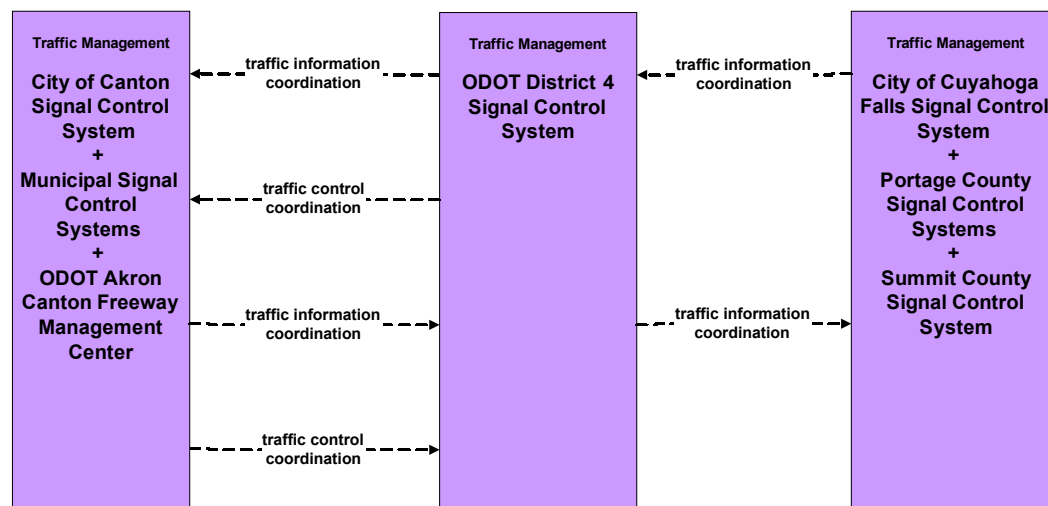 Traffic Management
City of Canton
Signal Control
System
+
Municipal Signal
Control
Systems
+
ODOT Akron
Canton Freeway
Management
Center
traffic information
coordination
traffic control
coordination
traffic information
coordination
traffic control
coordination
Traffic Management
ODOT District 4
Signal Control
System
traffic information
coordination
traffic information
coordination
Traffic Management
City of Cuyahoga
Falls Signal Control
System
+
Portage County
Signal Control
Systems
+
Summit County
Signal Control
System